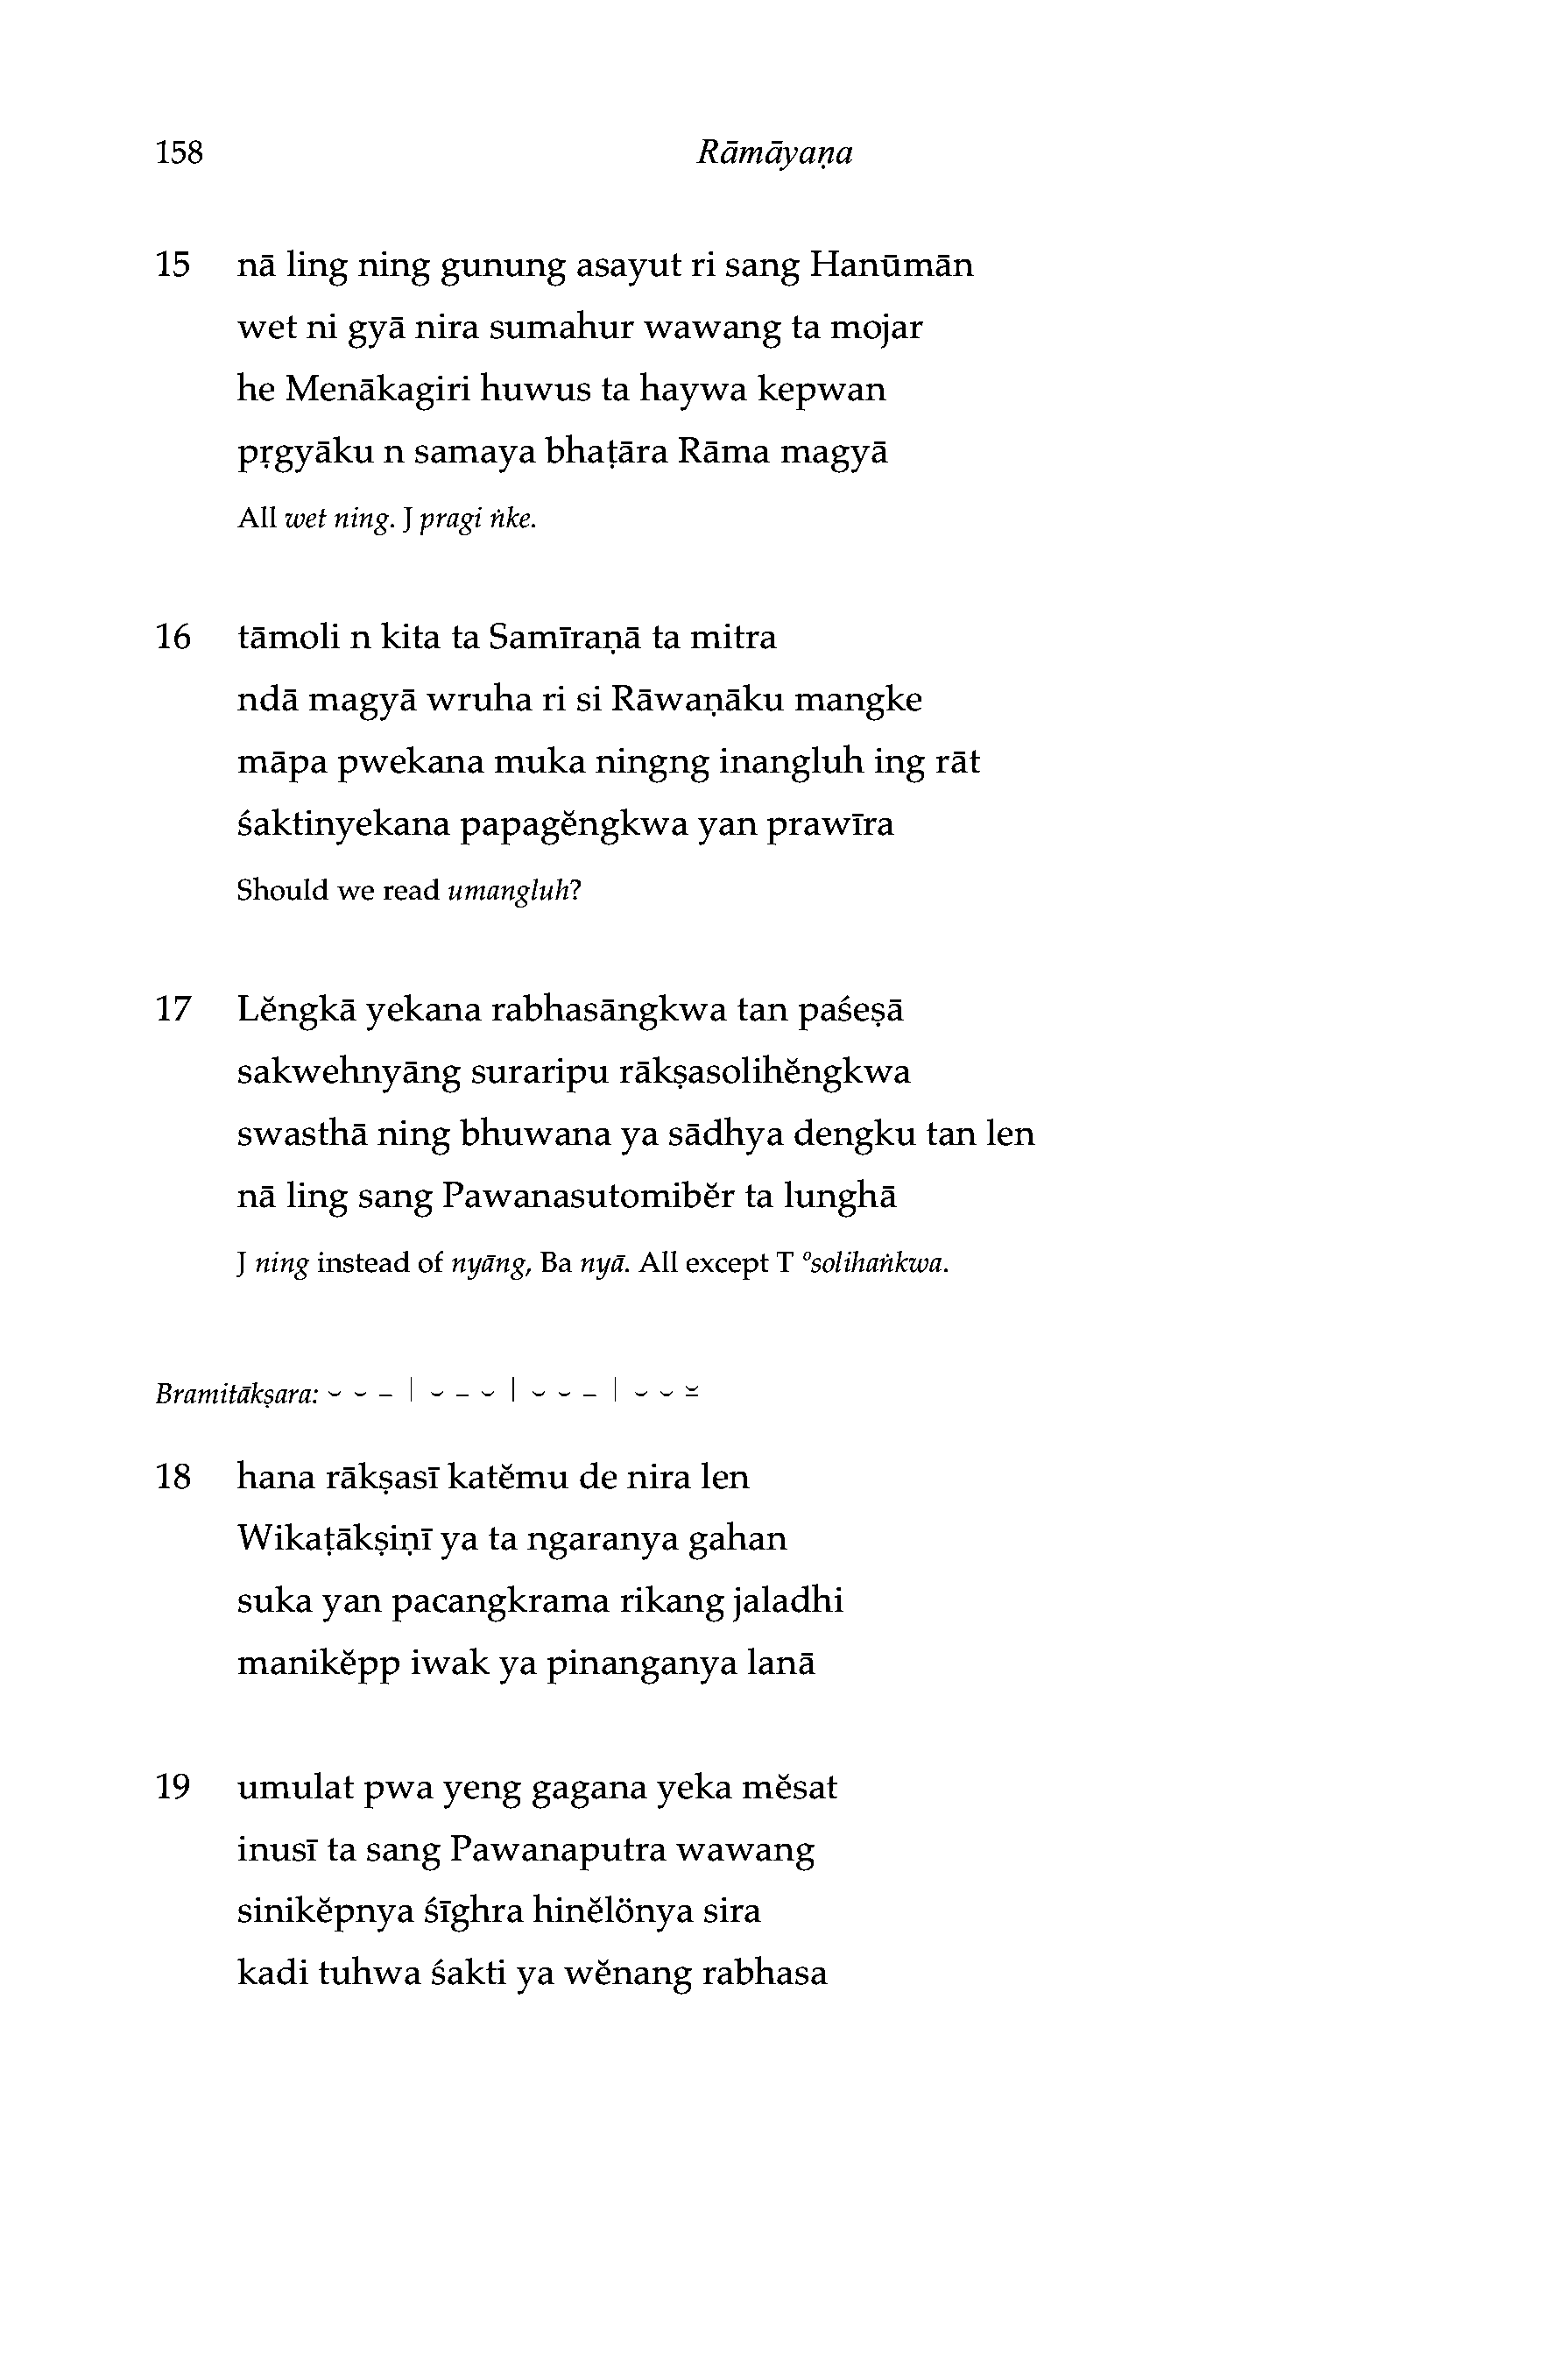 158 Rāmāyaṇa
15 nā ling ning gunung asayut ri sang Hanūmān
wet ni gyā nira sumahur wawang ta mojar
he Menākagiri huwus ta haywa kepwan
pṛgyāku n samaya bhaṭāra Rāma magyā
All wet ning. J pragi ṅke.
16 tāmoli n kita ta Samīraṇā ta mitra
ndā magyā wruha ri si Rāwaṇāku mangke
māpa pwekana muka ningng inangluh ing rāt
śaktinyekana papagĕngkwa yan prawīra
Should we read umangluh?
17 Lĕngkā yekana rabhasāngkwa tan paśeṣā
sakwehnyāng suraripu rākṣasolihĕngkwa
swasthā ning bhuwana ya sādhya dengku tan len
nā ling sang Pawanasutomibĕr ta lunghā
J ning instead of nyāng, Ba nyā. All except T °solihaṅkwa.
Bramitākṣara: ⏑ ⏑ – | ⏑ – ⏑ | ⏑ ⏑ – | ⏑ ⏑ ⏓
18 hana rākṣasī katĕmu de nira len
Wikaṭākṣiṇī ya ta ngaranya gahan
suka yan pacangkrama rikang jaladhi
manikĕpp iwak ya pinanganya lanā
19 umulat pwa yeng gagana yeka mĕsat
inusī ta sang Pawanaputra wawang
sinikĕpnya śīghra hinĕlönya sira
kadi tuhwa śakti ya wĕnang rabhasa